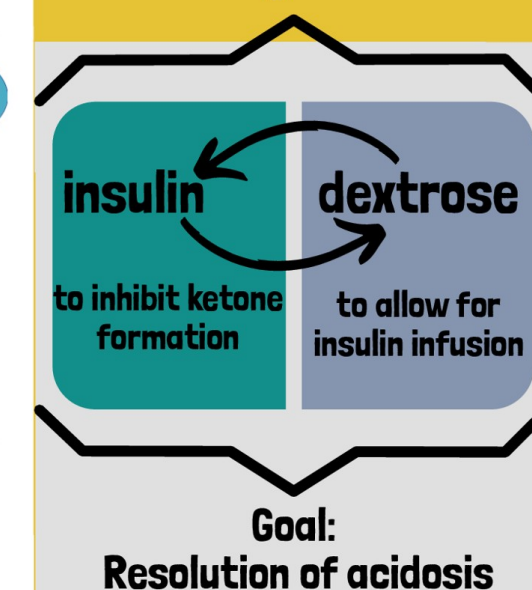 insulin
to inhibit ketone
formation
dextrose
to allow for
insulin infusion
Goal:
Resolution of acidosis